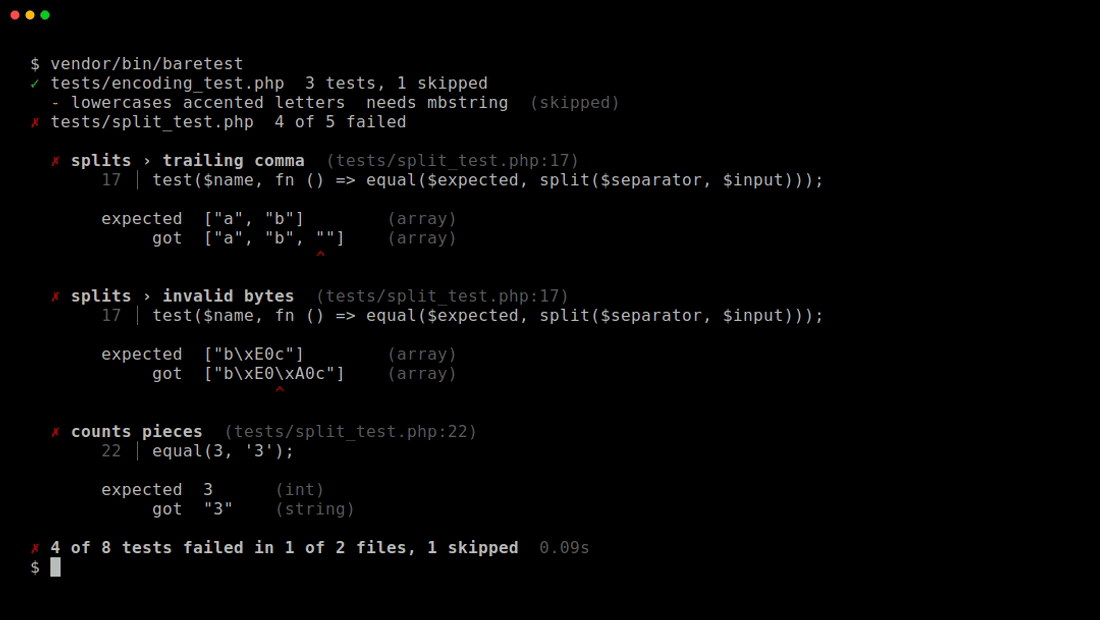 $ vendor/bin/baretest
✓ tests/encoding_test.php  3 tests, 1 skipped
  - lowercases accented letters  needs mbstring  (skipped)
✗ tests/split_test.php  4 of 5 failed
  ✗ splits › trailing comma  (tests/split_test.php:17)
       17 │ test($name, fn () => equal($expected, split($separator, $input)));
       expected  ["a", "b"]        (array)
            got  ["a", "b", ""]    (array)
                            ^
  ✗ splits › invalid bytes  (tests/split_test.php:17)
       17 │ test($name, fn () => equal($expected, split($separator, $input)));
       expected  ["b\xE0c"]        (array)
            got  ["b\xE0\xA0c"]    (array)
                        ^
  ✗ counts pieces  (tests/split_test.php:22)
       22 │ equal(3, '3');
       expected  3      (int)
            got  "3"    (string)
✗ 4 of 8 tests failed in 1 of 2 files, 1 skipped  0.09s
$